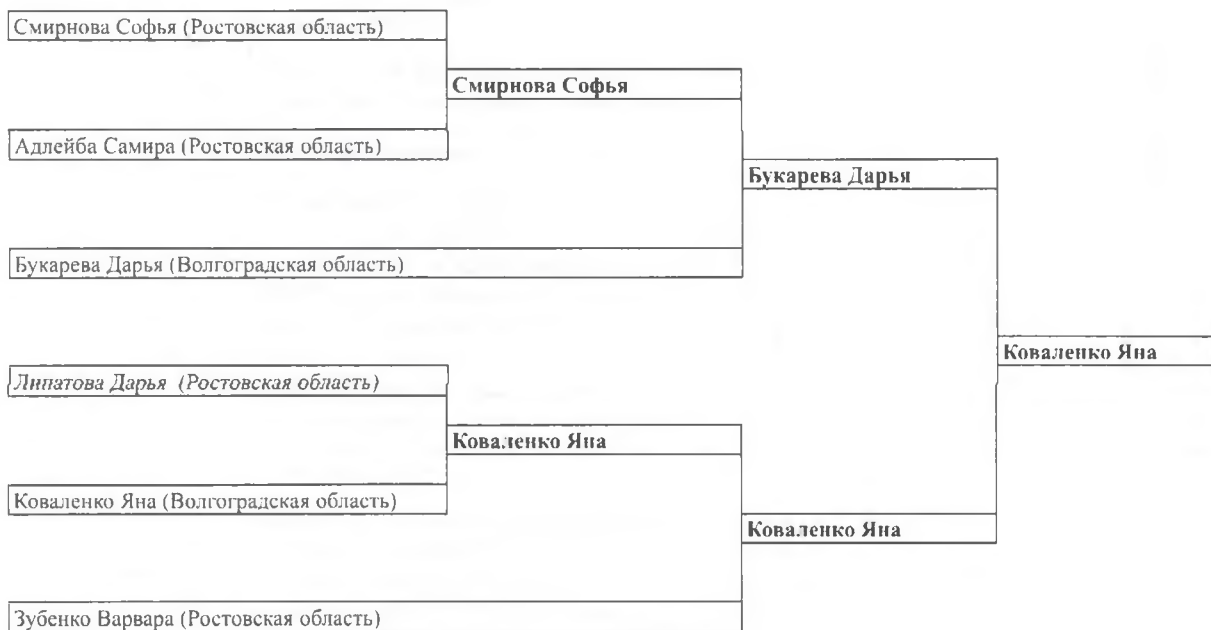 Смирнова Софья (Ростовская область)
Смирнова Софья
Адлейба Самира (Ростовская область)
Букарева Дарья
Букарева Дарья (Волгоградская область)
Коваленко Яна
Липатова Дарья (Ростовская область)
Коваленко Яна
Коваленко Яна (Волгоградская область)
Коваленко Яна
Зубенко Варвара (Ростовская область)